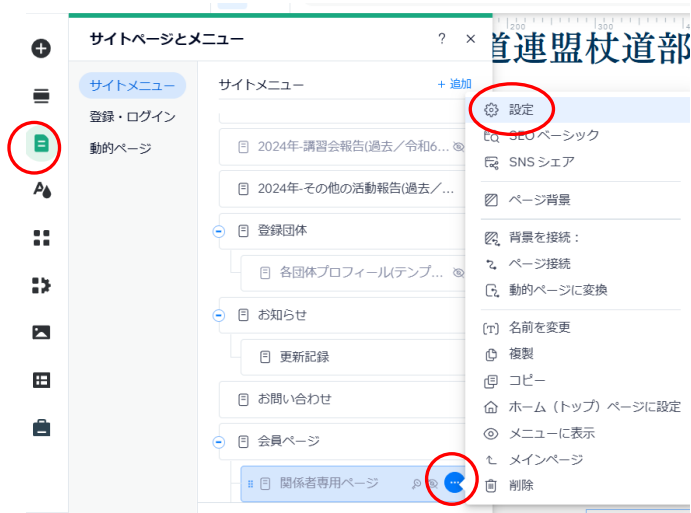 200
300
道連盟杖道部
サイトページとメニュー
?
×
サイトメニュー
登録・ログイン
動的ページ
サイトメニュー
+ 追加
2024年-講習会報告(過去／令和6...
2024年-その他の活動報告(過去／...
登録団体
各団体プロフィール(テンプ...
お知らせ
更新記録
お問い合わせ
会員ページ
関係者専用ページ
設定
SEO ベーシック
SNS シェア
ページ背景
背景を接続：
ページ接続
動的ページに変換
名前を変更
複製
コピー
ホーム（トップ）ページに設定
メニューに表示
メインページ
削除